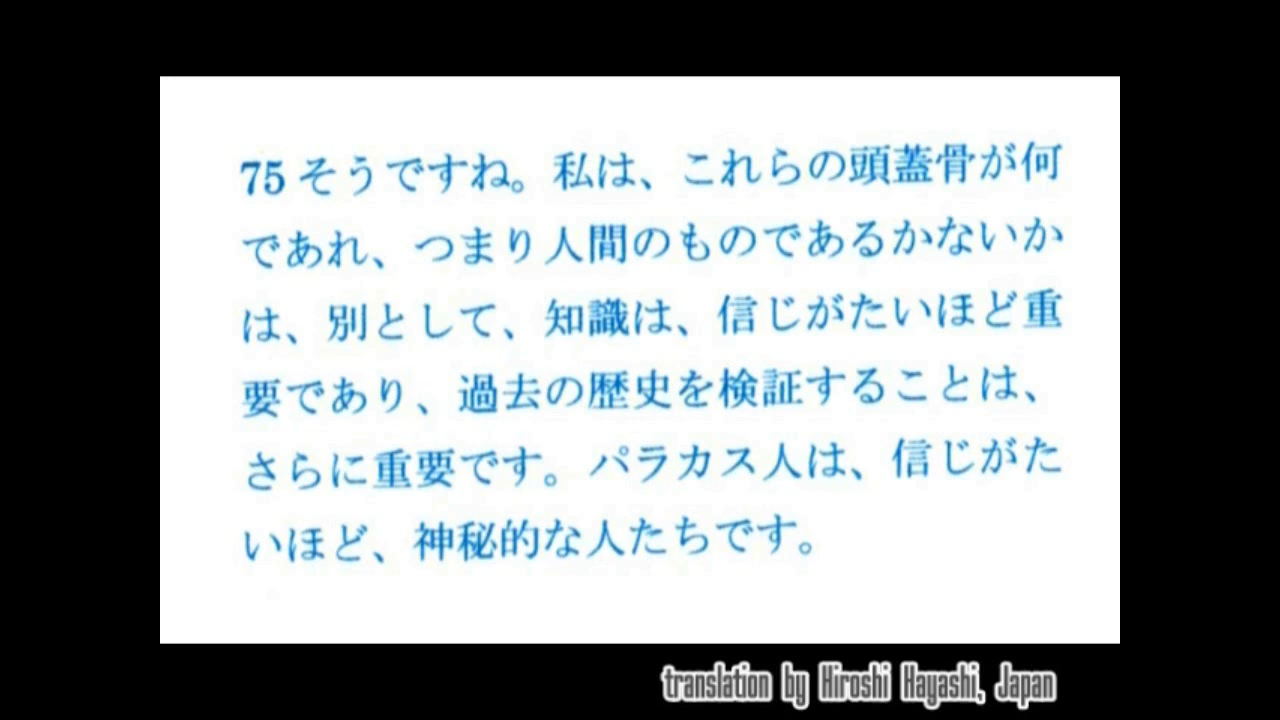 75 そうですね。私は、これらの頭蓋骨が何
であれ、つまり人間のものであるかないか
は、別として、知識は、信じがたいほど重
要であり、過去の歴史を検証することは、
さらに重要です。パラカス人は、信じがた
いほど、神秘的な人たちです。
translation by Hiroshi Hayashi, Japan